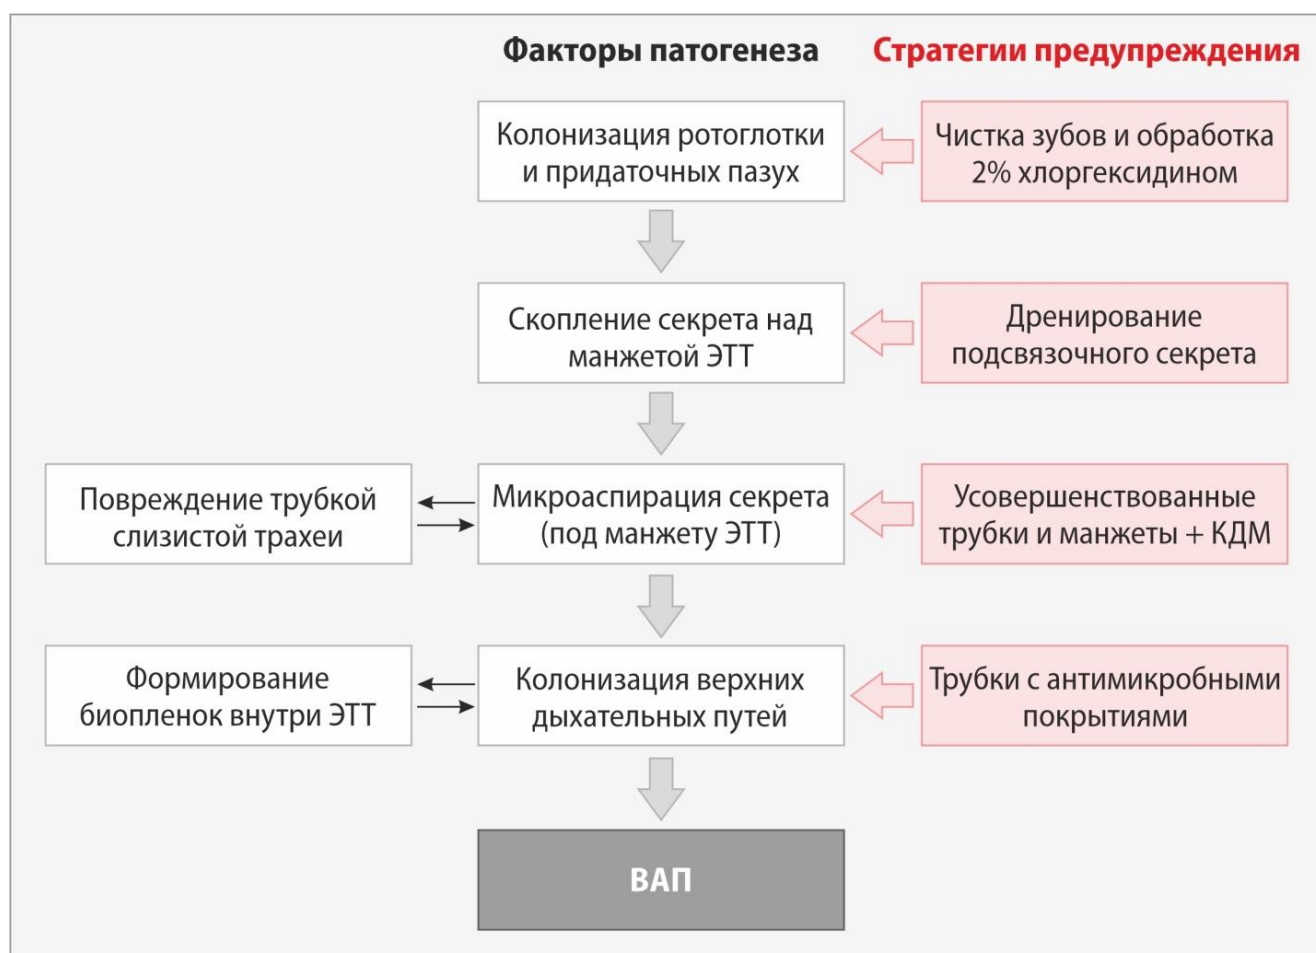 Факторы патогенеза
Стратегии предупреждения
Колонизация ротоглотки
и придаточных пазух
Чистка зубов и обработка
2% хлоргексидином
Скопление секрета над
манжетой ЭТТ
Дренирование
подсвязочного секрета
Повреждение трубкой
слизистой трахеи
Микроаспирация секрета
(под манжету ЭТТ)
Усовершенствованные
трубки и манжеты + КДМ
Формирование
биопленок внутри ЭТТ
Колонизация верхних
дыхательных путей
Трубки с антимикробными
покрытиями
ВАП